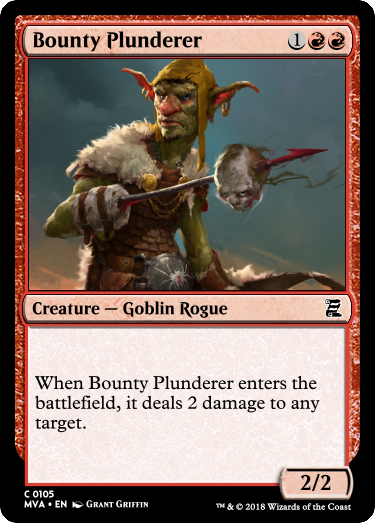 Bounty Plunderer 1
Creature — Goblin Rogue
When Bounty Plunderer enters the
battlefield, it deals 2 damage to any
target.
2/2
C 0105
MVA • EN GRANT GRIFFIN
™ & © 2018 Wizards of the Coast